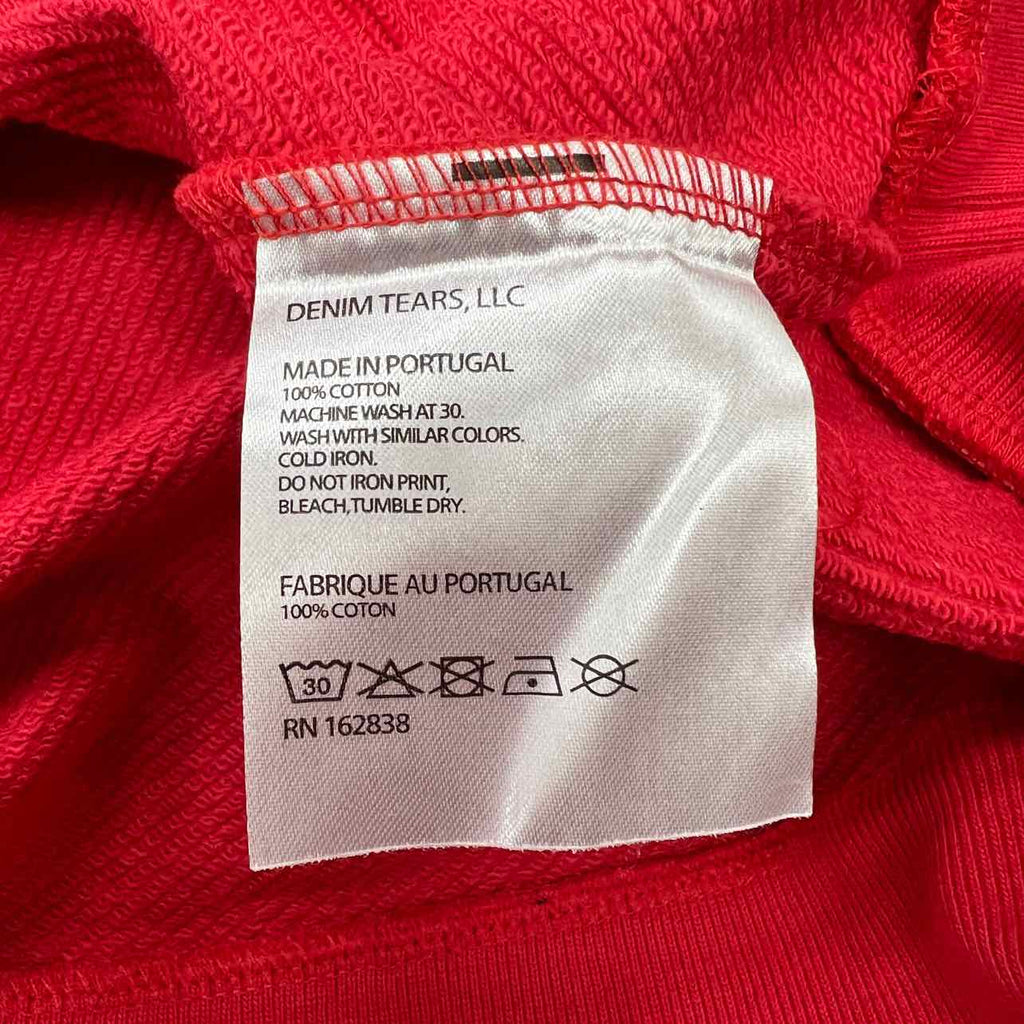 DENIM TEARS, LLC
MADE IN PORTUGAL
100% COTTON
MACHINE WASH AT 30.
WASH WITH SIMILAR COLORS.
COLD IRON.
DO NOT IRON PRINT,
BLEACH,TUMBLE DRY.
FABRIQUE AU PORTUGAL
100% COTON
30
RN 162838